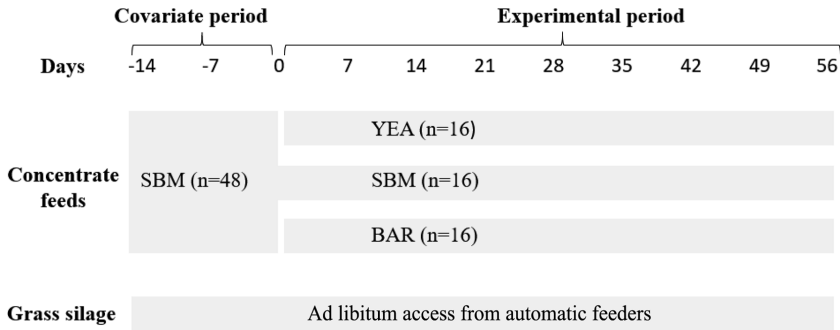 Covariate period Experimental period
Days -14 -7 0 7 14 21 28 35 42 49 56
YEA (n=16)
Concentrate feeds SBM (n=48) SBM (n=16)
BAR (n=16)
Grass silage Ad libitum access from automatic feeders